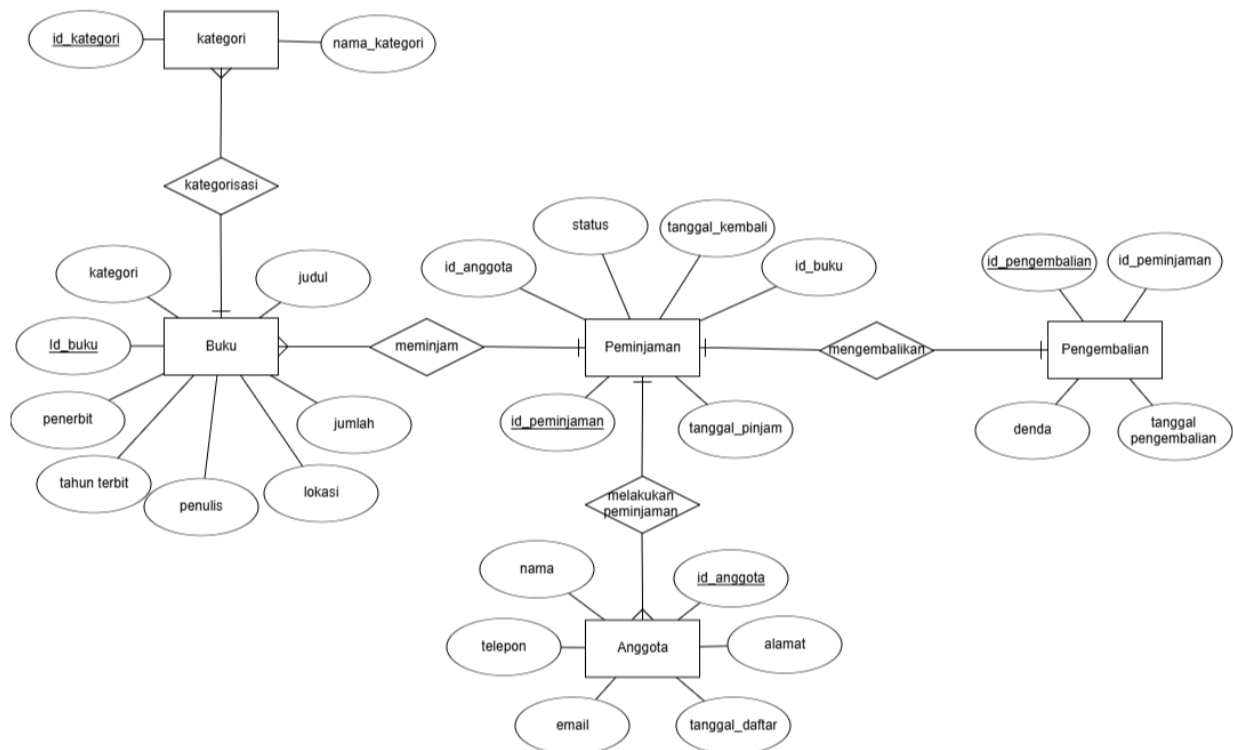 id_kategori
kategori
nama_kategori
kategorisasi
kategori
judul
Id_buku
Buku
penerbit
jumlah
tahun terbit
penulis
lokasi
meminjam
status
tanggal_kembali
id_anggota
id_buku
Peminjaman
id_peminjaman
tanggal_pinjam
mengembalikan
id_pengembalian
id_peminjaman
Pengembalian
denda
tanggal
pengembalian
melakukan
peminjaman
nama
id_anggota
telepon
Anggota
alamat
email
tanggal_daftar